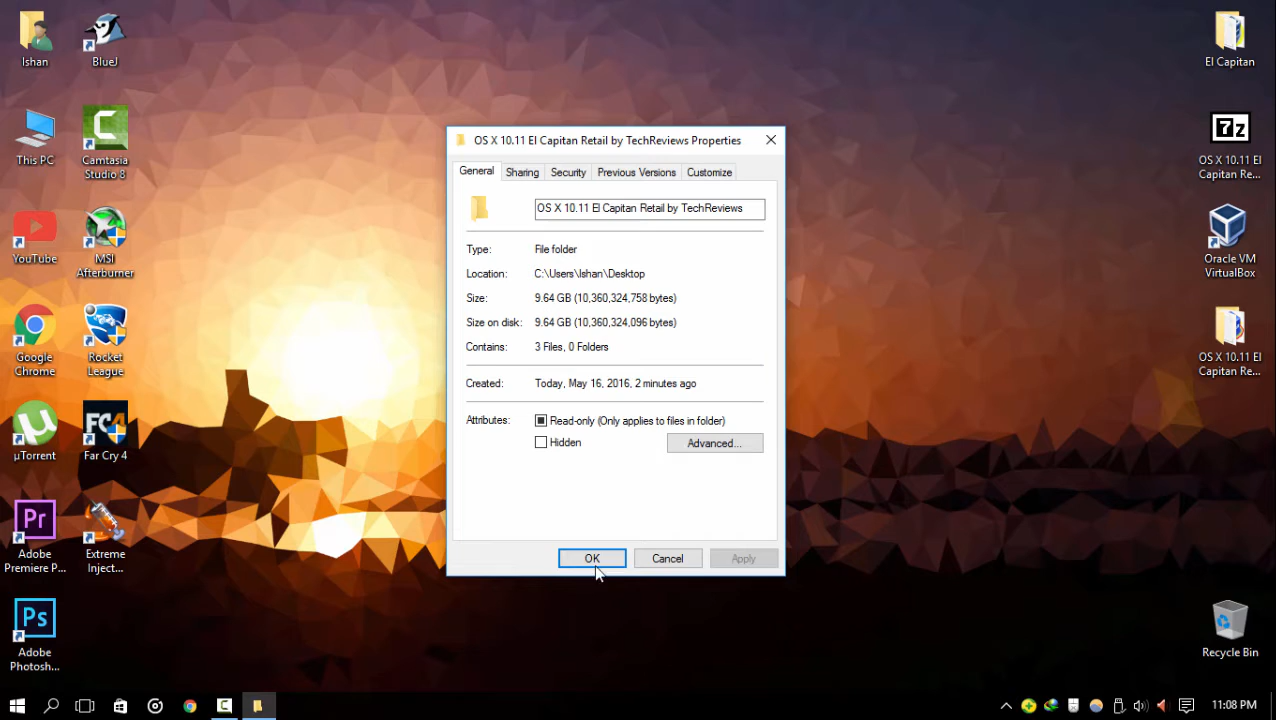 Ishan
BlueJ
El Capitan
This PC
Camtasia
Studio 8
OS X 10.11 El
Capitan Re...
YouTube
MSI
Afterburner
Oracle VM
VirtualBox
Google
Chrome
Rocket
League
OS X 10.11 El
Capitan Re...
µTorrent
FC4
Far Cry 4
Pr
Adobe
Premiere P...
Extreme
Inject...
Ps
Adobe
Photosh...
Recycle Bin
7z
OS X 10.11 El Capitan Retail by TechReviews Properties
General Sharing Security Previous Versions Customize
OS X 10.11 El Capitan Retail by TechReviews
Type: File folder
Location: C:\Users\Ishan\Desktop
Size: 9.64 GB (10,360,324,758 bytes)
Size on disk: 9.64 GB (10,360,324,096 bytes)
Contains: 3 Files, 0 Folders
Created: Today, May 16, 2016, 2 minutes ago
Attributes: Read-only (Only applies to files in folder)
Hidden Advanced...
OK Cancel Apply
11:08 PM